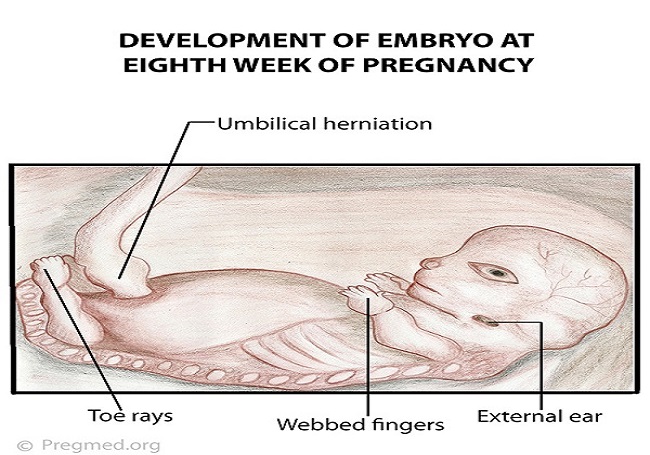 DEVELOPMENT OF EMBRYO AT
EIGHTH WEEK OF PREGNANCY
Umbilical herniation
Toe rays
Webbed fingers
External ear
© Pregmed.org